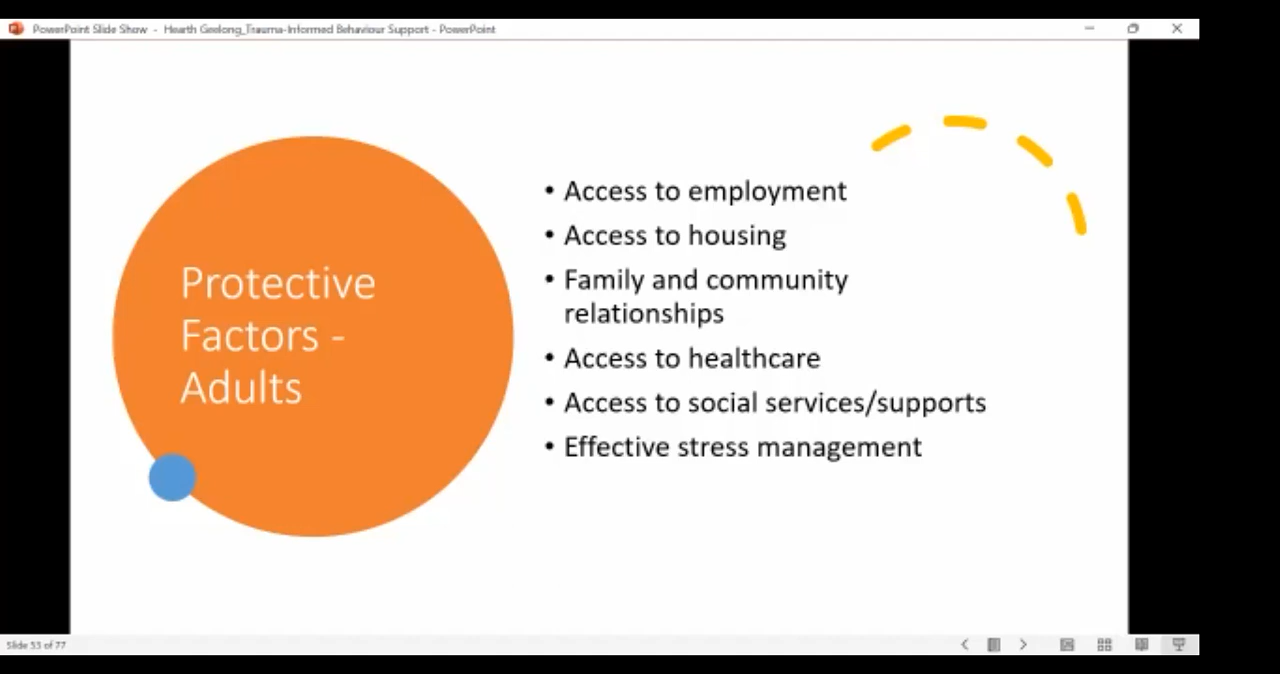 PowerPoint Slide Show - Hearth Geelong_Trauma-Informed Behaviour Support - PowerPoint
Protective
Factors -
Adults
• Access to employment
• Access to housing
• Family and community
relationships
• Access to healthcare
• Access to social services/supports
• Effective stress management
Slide 53 of 77